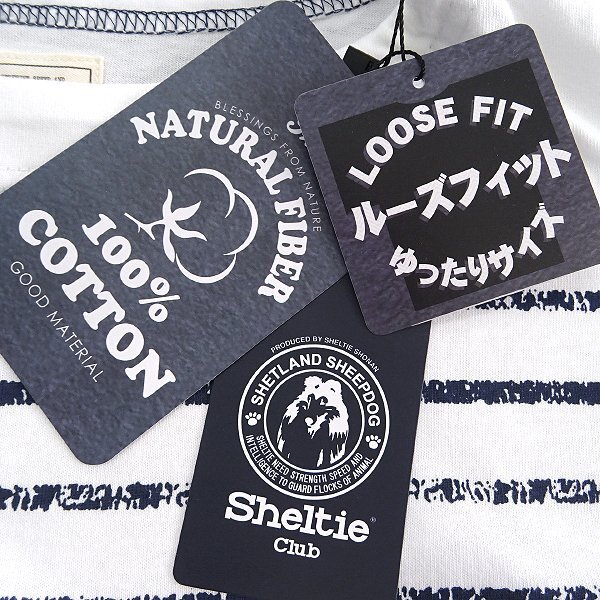 BLESSINGS FROM NATURE
NATURAL FIBER
100%
COTTON
GOOD MATERIAL
LOOSE FIT
ルーズフィット
ゆったりサイズ
PRODUCED BY SHELTIE SHONAN
SHETLAND SHEEPDOG
SHELTIE NEED STRENGTH SPEED AND
INTELLIGENCE TO GUARD FLOCKS OF ANIMAL
Sheltie®
Club